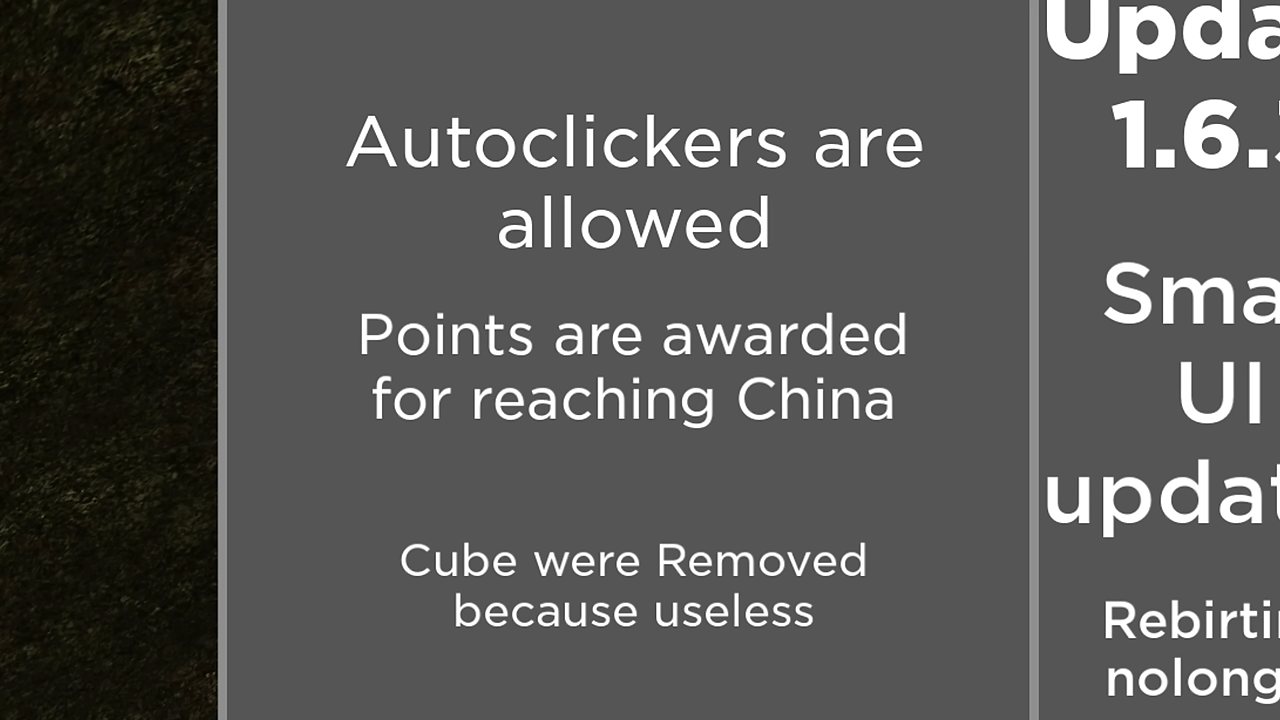 Autoclickers are
allowed
Points are awarded
for reaching China
Cube were Removed
because useless
1.6.
UI